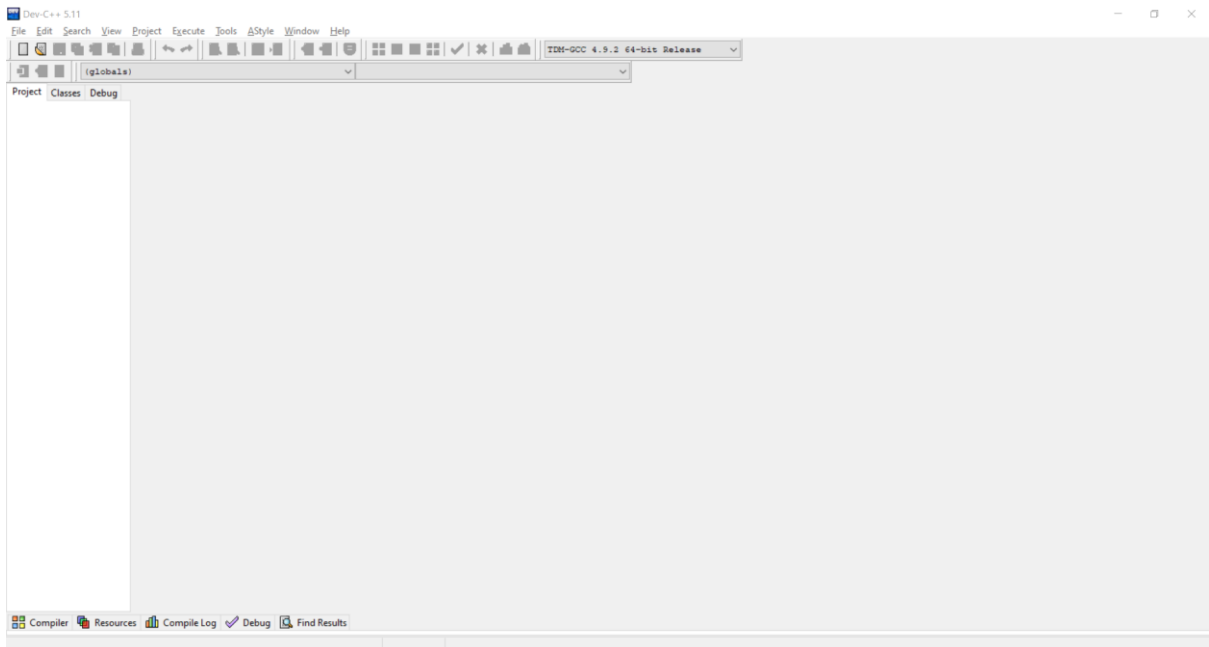 Dev-C++ 5.11
File Edit Search View Project Execute Tools AStyle Window Help
TDM-GCC 4.9.2 64-bit Release
(globals)
Project Classes Debug
Compiler Resources Compile Log Debug Find Results